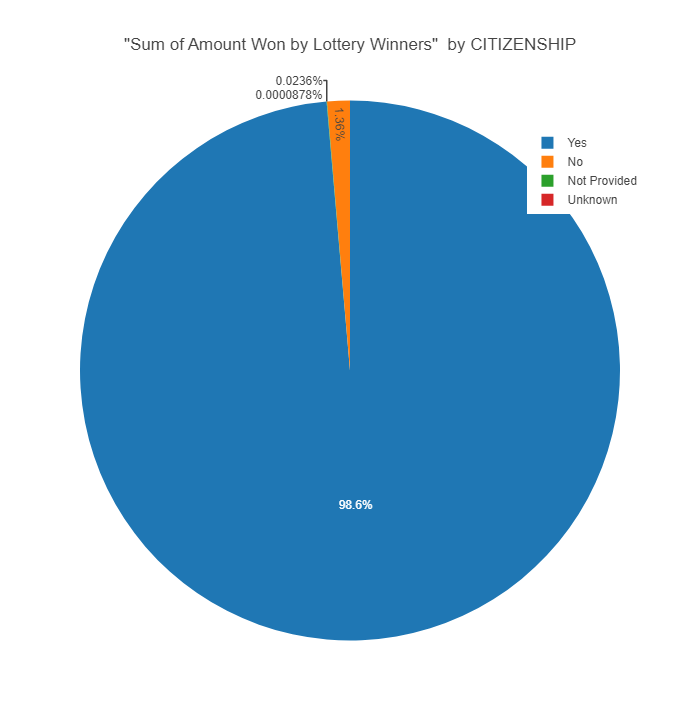 "Sum of Amount Won by Lottery Winners"  by CITIZENSHIP
0.0236%
0.0000878%
1.36%
Yes
No
Not Provided
Unknown
98.6%